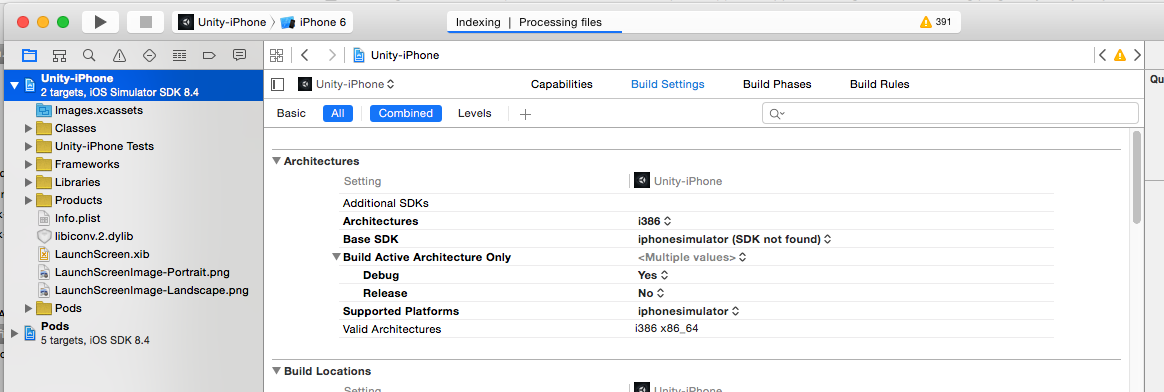 Unity-iPhone 〉 iPhone 6
Indexing | Processing files
391
Unity-iPhone
Unity-iPhone
2 targets, iOS Simulator SDK 8.4
Images.xcassets
Classes
Unity-iPhone Tests
Frameworks
Libraries
Products
Info.plist
libiconv.2.dylib
LaunchScreen.xib
LaunchScreenImage-Portrait.png
LaunchScreenImage-Landscape.png
Pods
Pods
5 targets, iOS SDK 8.4
Unity-iPhone
Capabilities Build Settings Build Phases Build Rules
Basic All Combined Levels +
Architectures
Setting Unity-iPhone
Additional SDKs
Architectures i386
Base SDK iphonesimulator (SDK not found)
Build Active Architecture Only <Multiple values>
Debug Yes
Release No
Supported Platforms iphonesimulator
Valid Architectures i386 x86_64
Build Locations
Setting Unity-iPhone
Qu